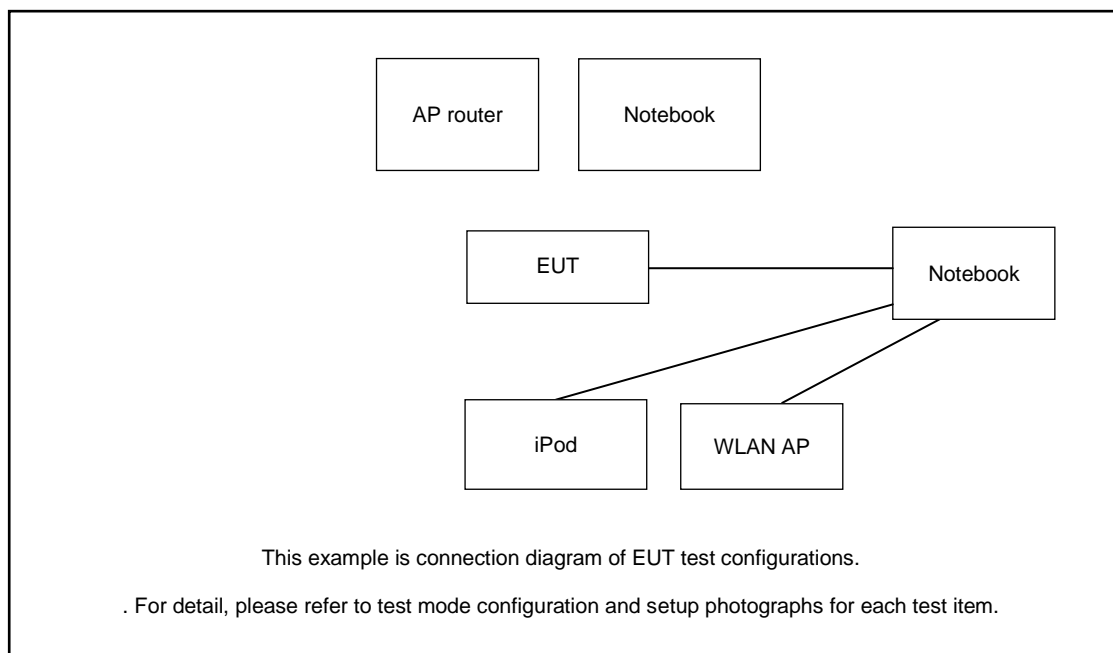 AP router
Notebook
EUT
Notebook
iPod
WLAN AP
This example is connection diagram of EUT test configurations.
. For detail, please refer to test mode configuration and setup photographs for each test item.